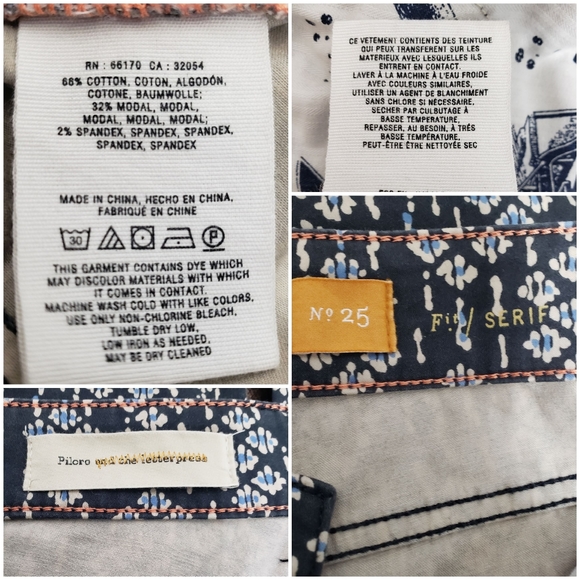 RN : 66170 CA : 32054
66% COTTON, COTON, ALGODÓN,
COTONE, BAUMWOLLE;
32% MODAL, MODAL,
MODAL, MODAL, MODAL;
2% SPANDEX, SPANDEX, SPANDEX,
SPANDEX, SPANDEX
MADE IN CHINA, HECHO EN CHINA,
FABRIQUÉ EN CHINE
30
P
THIS GARMENT CONTAINS DYE WHICH
MAY DISCOLOR MATERIALS WITH WHICH
IT COMES IN CONTACT.
MACHINE WASH COLD WITH LIKE COLORS,
USE ONLY NON-CHLORINE BLEACH,
TUMBLE DRY LOW,
LOW IRON AS NEEDED.
MAY BE DRY CLEANED
CE VETEMENT CONTIENTS DES TEINTURE
QUI PEUX TRANSFERENT SUR LES
MATERIEUX AVEC LESQUELLES ILS
ENTRENT EN CONTACT.
LAVER À LA MACHINE À L'EAU FROIDE
AVEC COULEURS SIMILAIRES,
UTILISER UN AGENT DE BLANCHIMENT
SANS CHLORE SI NÉCESSAIRE,
SECHER PAR CULBUTAGE À
BASSE TEMPERATURE,
REPASSER, AU BESOIN, À TRÉS
BASSE TEMPÉRATURE,
PEUT-ÊTRE ÊTRE NETTOYÉE SEC
Nº 25
Fit / SERIF
Pilcro and the letterpress